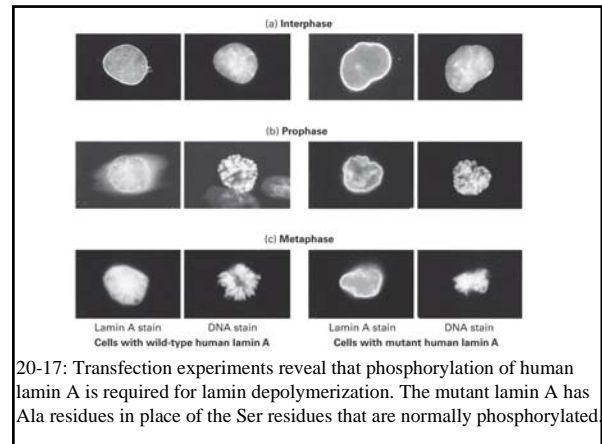 (a) Interphase
(b) Prophase
(c) Metaphase
Lamin A stain DNA stain Lamin A stain DNA stain
Cells with wild-type human lamin A Cells with mutant human lamin A
20-17: Transfection experiments reveal that phosphorylation of human
lamin A is required for lamin depolymerization. The mutant lamin A has
Ala residues in place of the Ser residues that are normally phosphorylated.